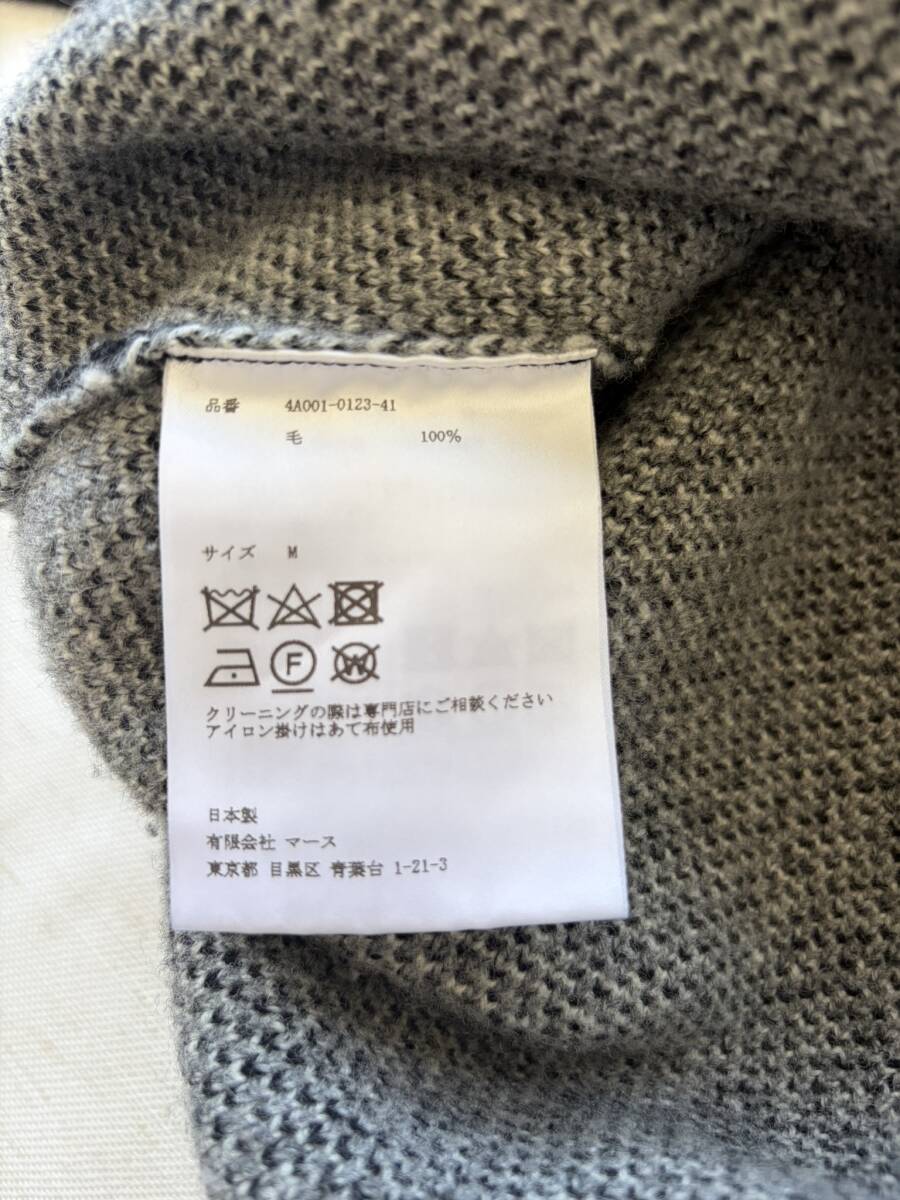 品番 4A001-0123-41
毛 100%
サイズ M
F
W
クリーニングの際は専門店にご相談ください
アイロン掛けはあて布使用
日本製
有限会社 マース
東京都 目黒区 青葉台 1-21-3